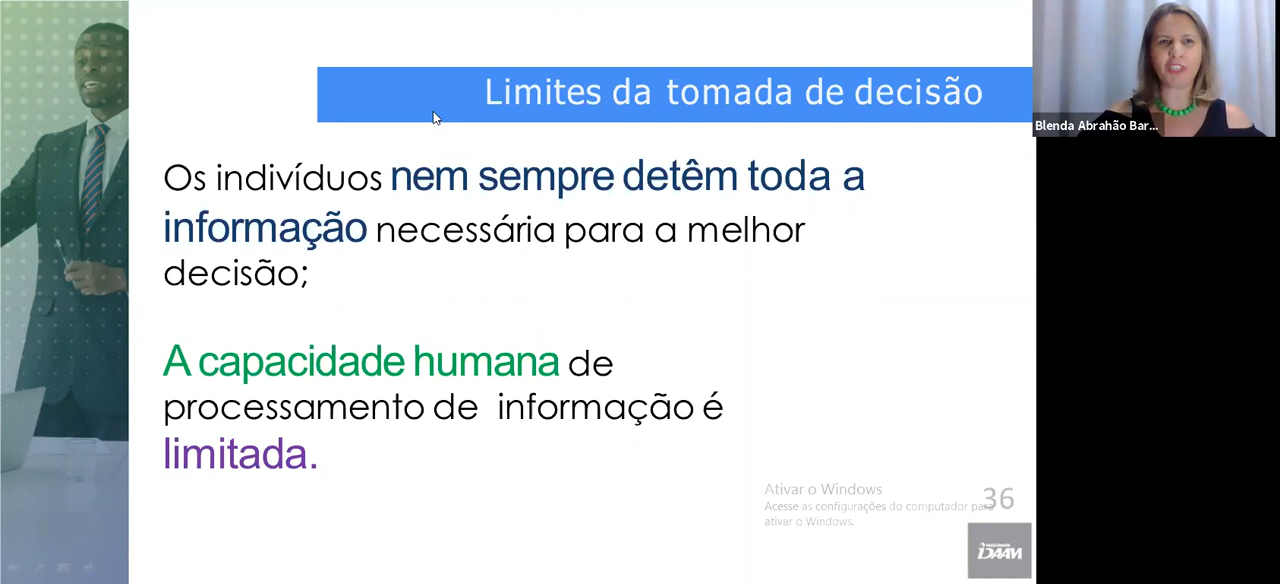 Limites da tomada de decisão
Blenda Abrahão Bar...
Os indivíduos nem sempre detêm toda a
informação necessária para a melhor
decisão;
A capacidade humana de
processamento de informação é
limitada.
Ativar o Windows
Acesse as configurações do computador para
ativar o Windows.
36
IDAAM